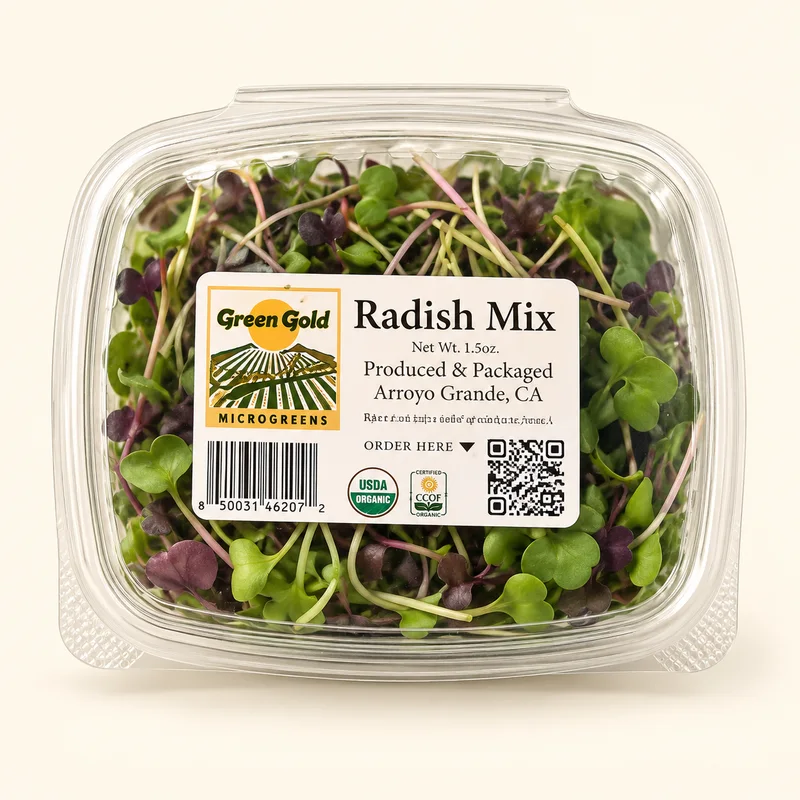 Green Gold
MICROGREENS
Radish Mix
Net Wt. 1.5oz.
Produced & Packaged
Arroyo Grande, CA
ORDER HERE
8 50031 46207 2
USDA
ORGANIC
CERTIFIED
CCOF
ORGANIC